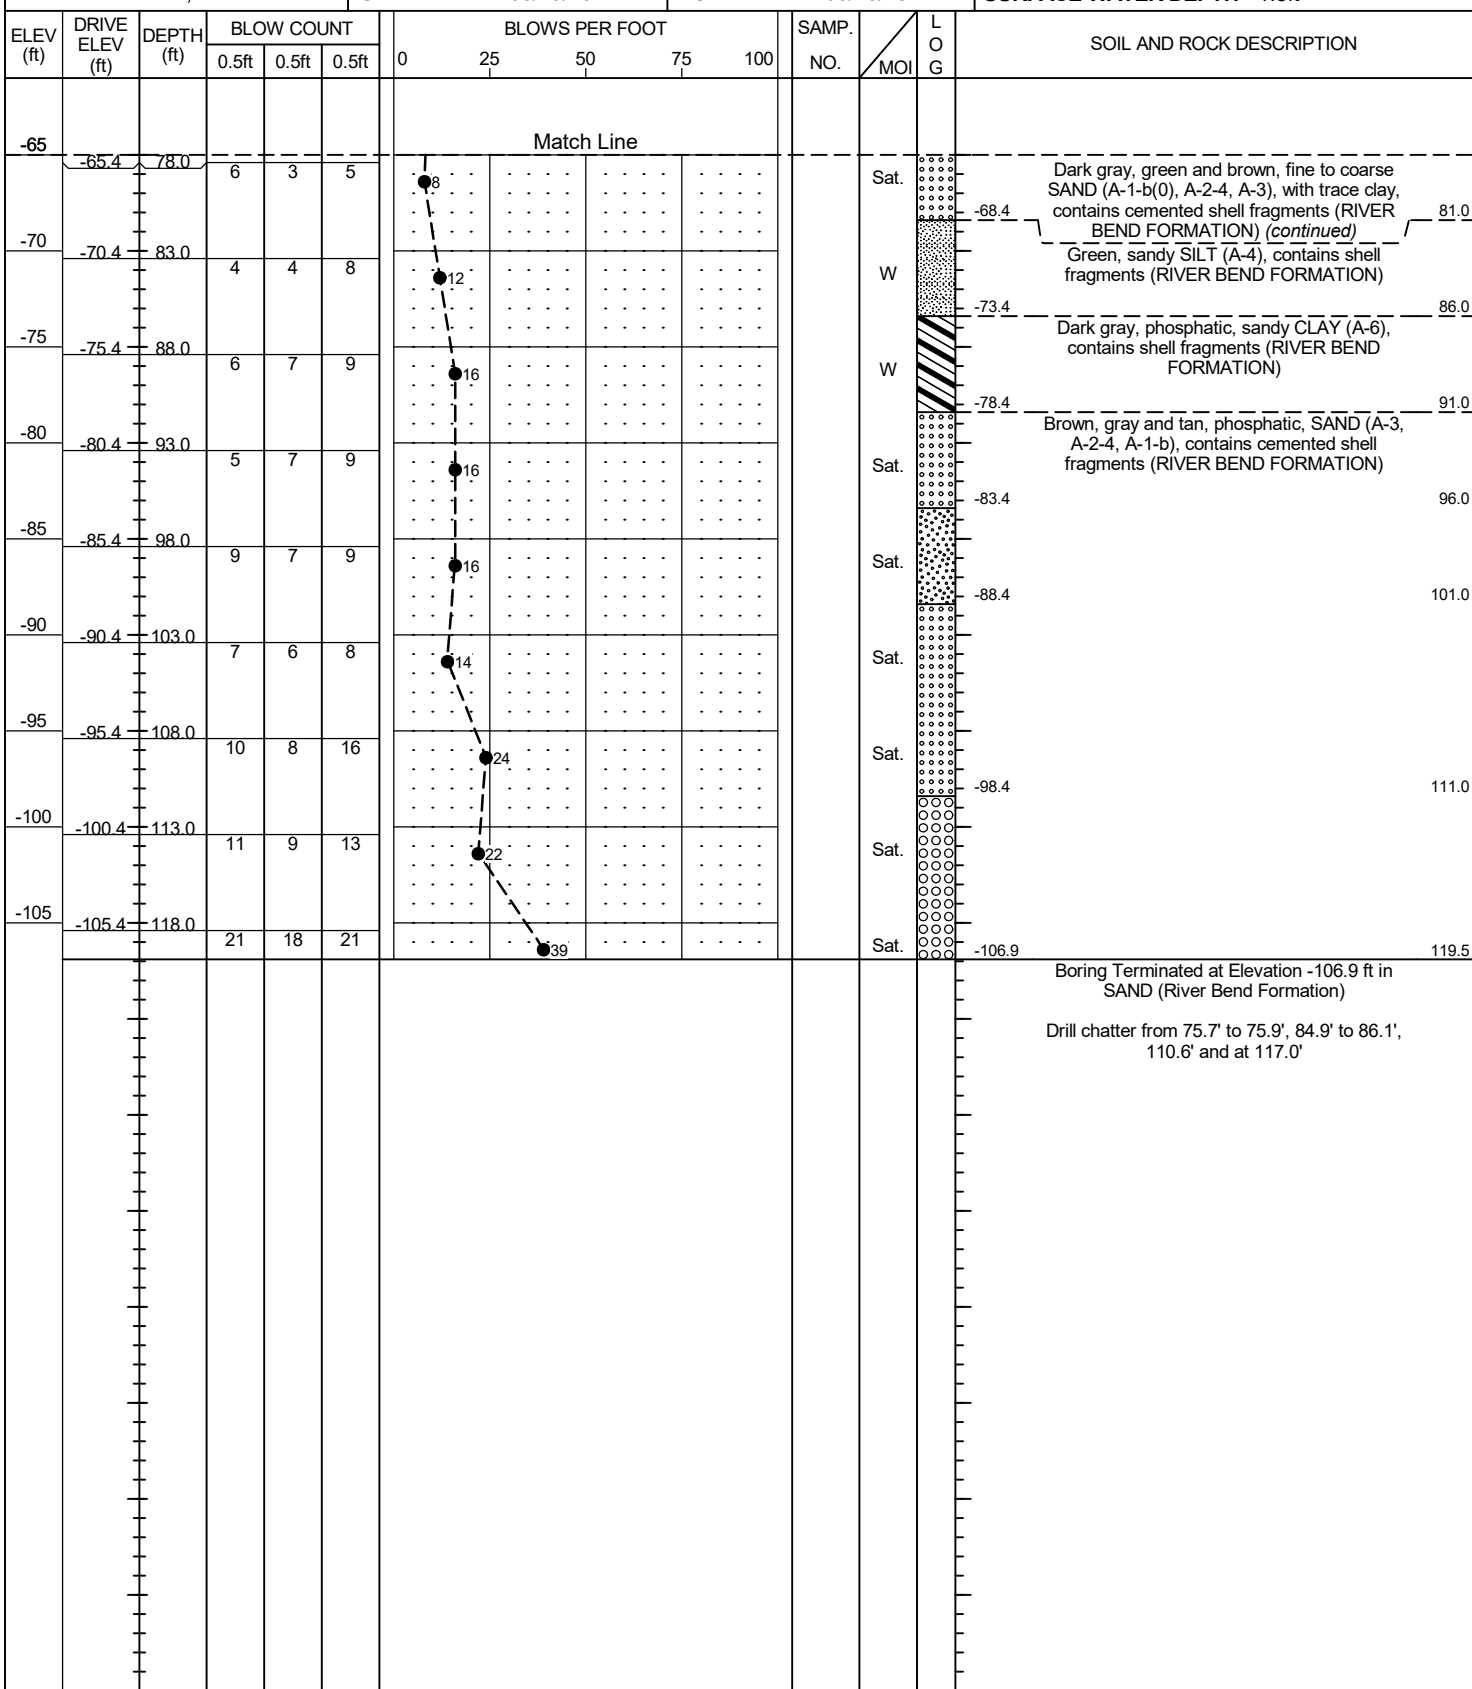 ELEV (ft) DRIVE ELEV (ft) DEPTH (ft) BLOW COUNT BLOWS PER FOOT SAMP. NO. MOI LOG SOIL AND ROCK DESCRIPTION
0.5ft 0.5ft 0.5ft 0 25 50 75 100
Match Line
-65
-65.4 78.0 6 3 5 8 Sat.
Dark gray, green and brown, fine to coarse
SAND (A-1-b(0), A-2-4, A-3), with trace clay,
contains cemented shell fragments (RIVER
BEND FORMATION) (continued)
-68.4 81.0
-70
-70.4 83.0 4 4 8 12 W
Green, sandy SILT (A-4), contains shell
fragments (RIVER BEND FORMATION)
-73.4 86.0
-75
-75.4 88.0 6 7 9 16 W
Dark gray, phosphatic, sandy CLAY (A-6),
contains shell fragments (RIVER BEND
FORMATION)
-78.4 91.0
-80
-80.4 93.0 5 7 9 16 Sat.
Brown, gray and tan, phosphatic, SAND (A-3,
A-2-4, A-1-b), contains cemented shell
fragments (RIVER BEND FORMATION)
-83.4 96.0
-85
-85.4 98.0 9 7 9 16 Sat.
-88.4 101.0
-90
-90.4 103.0 7 6 8 14 Sat.
-95
-95.4 108.0 10 8 16 24 Sat.
-98.4 111.0
-100
-100.4 113.0 11 9 13 22 Sat.
-105
-105.4 118.0 21 18 21 39 Sat.
-106.9 119.5
Boring Terminated at Elevation -106.9 ft in
SAND (River Bend Formation)
Drill chatter from 75.7' to 75.9', 84.9' to 86.1',
110.6' and at 117.0'